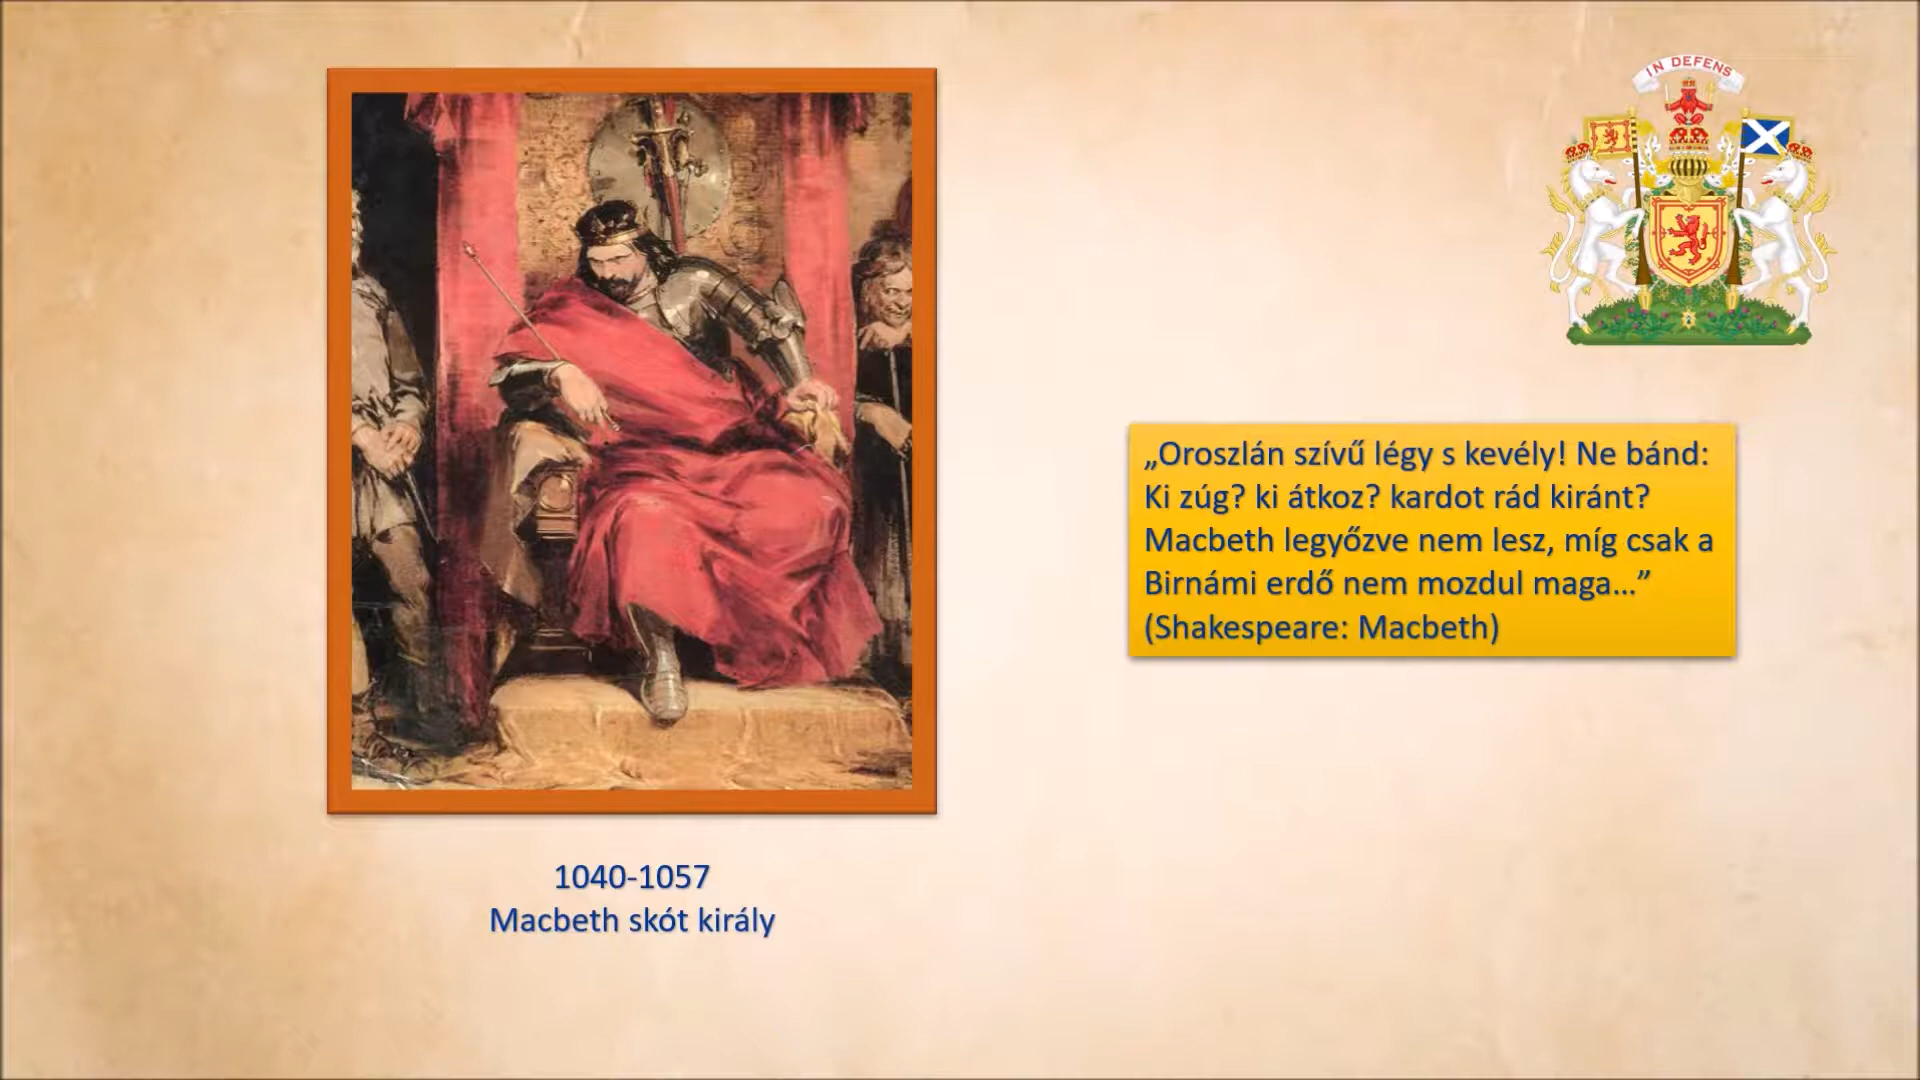 IN DEFENS
„Oroszlán szívű légy s kevély! Ne bánd:
Ki zúg? ki átkoz? kardot rád kiránt?
Macbeth legyőzve nem lesz, míg csak a
Birnámi erdő nem mozdul maga…”
(Shakespeare: Macbeth)
1040-1057
Macbeth skót király